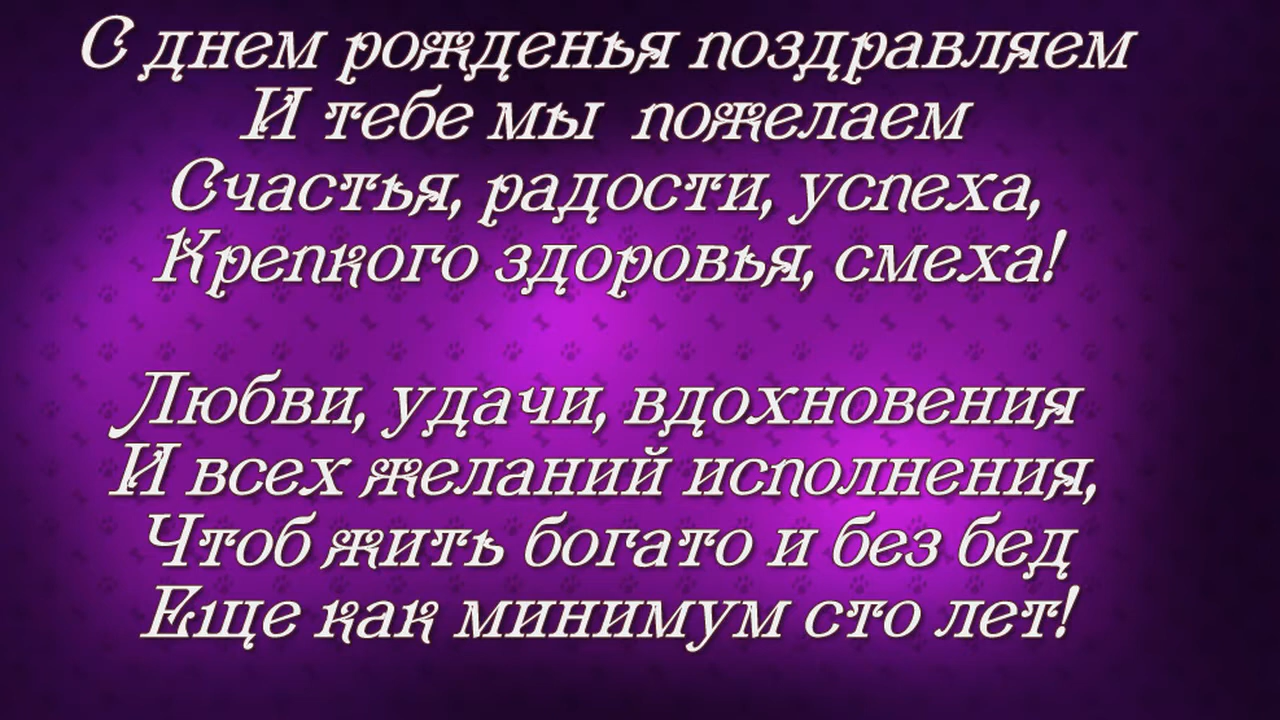 С днем рожденья поздравляем
И тебе мы пожелаем
Счастья, радости, успеха,
Крепкого здоровья, смеха!
Любви, удачи, вдохновения
И всех желаний исполнения,
Чтоб жить богато и без бед
Еще как минимум сто лет!